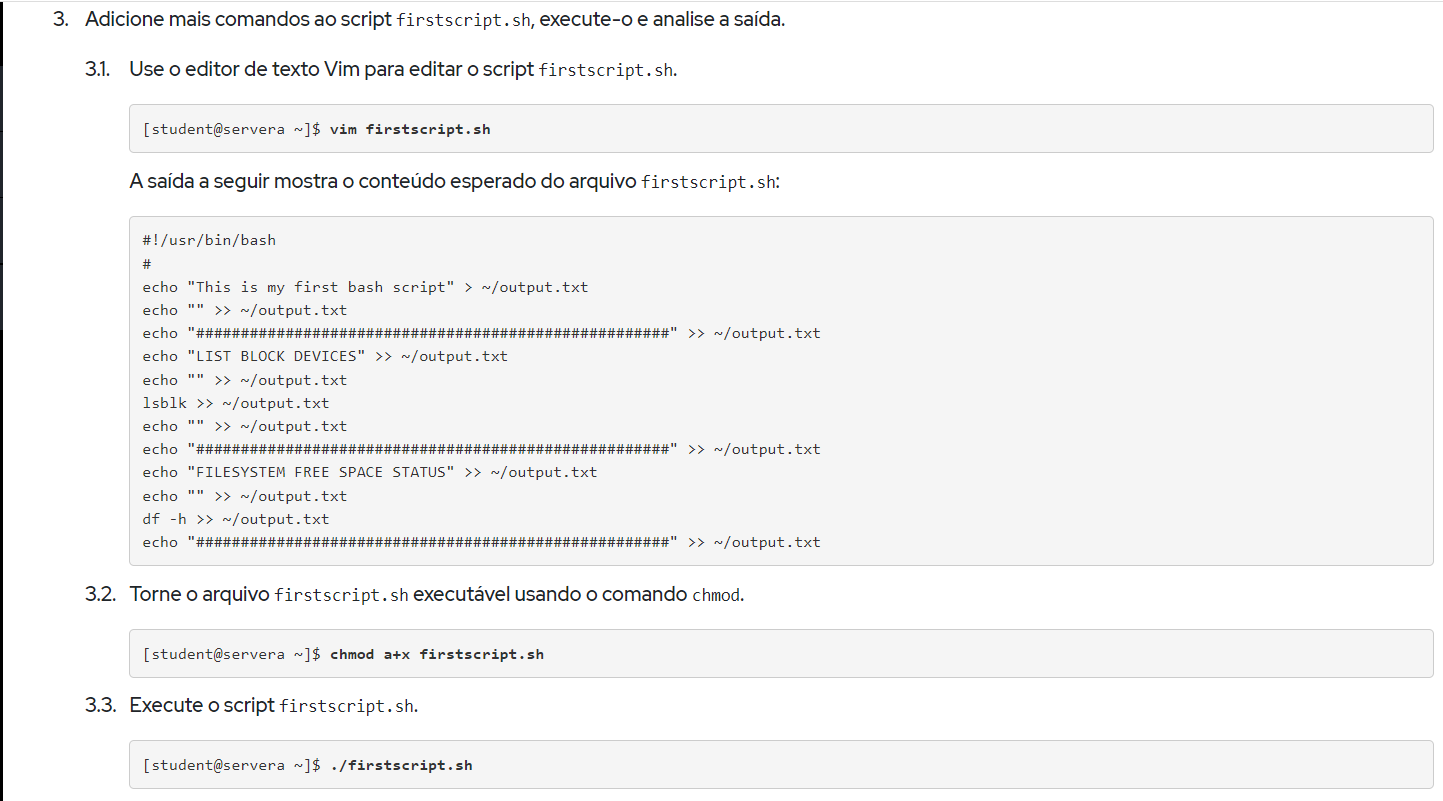 3. Adicione mais comandos ao script firstscript.sh, execute-o e analise a saída.
3.1. Use o editor de texto Vim para editar o script firstscript.sh.
[student@servera ~]$ vim firstscript.sh
A saída a seguir mostra o conteúdo esperado do arquivo firstscript.sh:
#!/usr/bin/bash
#
echo "This is my first bash script" > ~/output.txt
echo "" >> ~/output.txt
echo "#####################################################" >> ~/output.txt
echo "LIST BLOCK DEVICES" >> ~/output.txt
echo "" >> ~/output.txt
lsblk >> ~/output.txt
echo "" >> ~/output.txt
echo "#####################################################" >> ~/output.txt
echo "FILESYSTEM FREE SPACE STATUS" >> ~/output.txt
echo "" >> ~/output.txt
df -h >> ~/output.txt
echo "#####################################################" >> ~/output.txt
3.2. Torne o arquivo firstscript.sh executável usando o comando chmod.
[student@servera ~]$ chmod a+x firstscript.sh
3.3. Execute o script firstscript.sh.
[student@servera ~]$ ./firstscript.sh